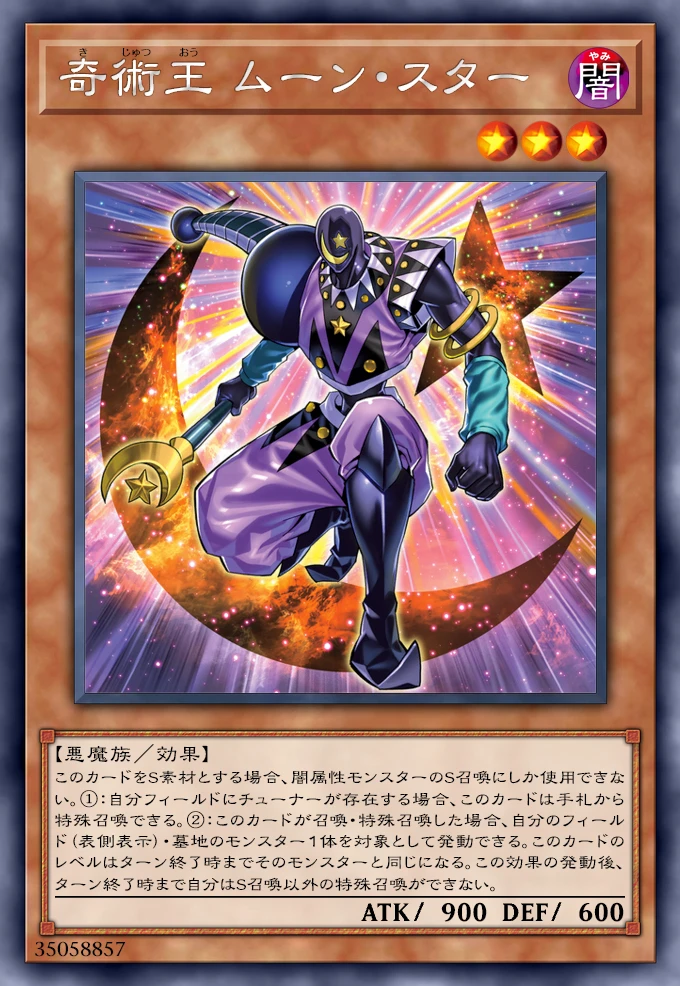 き じゅつ おう
奇術王 ムーン・スター
やみ
闇
【悪魔族／効果】
このカードをS素材とする場合、闇属性モンスターのS召喚にしか使用できな
い。①：自分フィールドにチューナーが存在する場合、このカードは手札から
特殊召喚できる。②：このカードが召喚・特殊召喚した場合、自分のフィール
ド（表側表示）・墓地のモンスター１体を対象として発動できる。このカードの
レベルはターン終了時までそのモンスターと同じになる。この効果の発動後、
ターン終了時まで自分はS召喚以外の特殊召喚ができない。
ATK/ 900 DEF/ 600
35058857